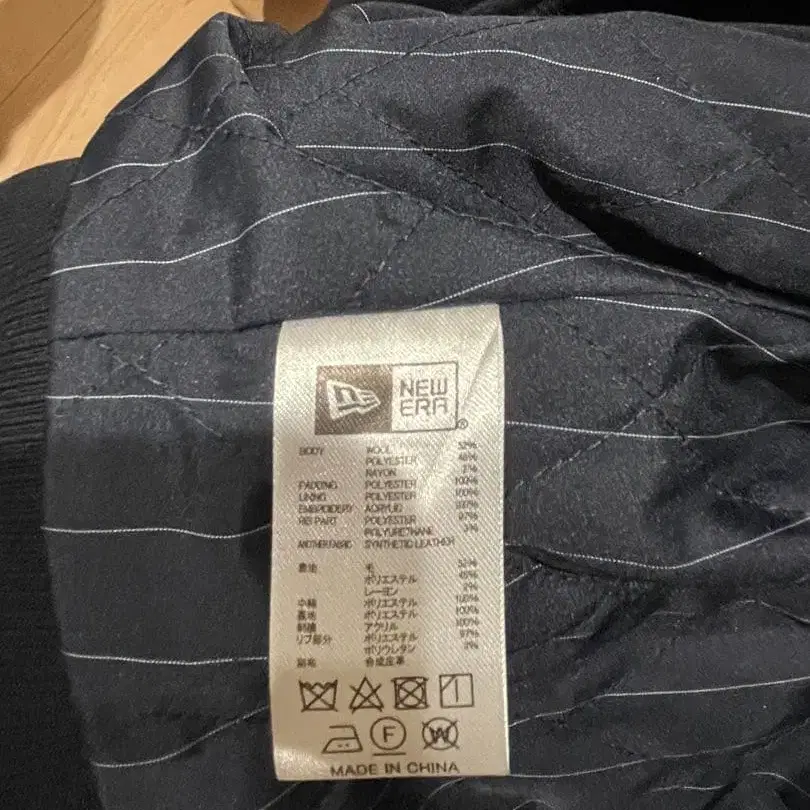 NEW
ERA
®
BODY WOOL 52%
POLYESTER 46%
RAYON 2%
PADDING POLYESTER 100%
LINING POLYESTER 100%
EMBROIDERY ACRYLIC 100%
RIB PART POLYESTER 97%
POLYURETHANE 3%
ANOTHER FABRIC SYNTHETIC LEATHER
表地 毛 52%
ポリエステル 46%
レーヨン 2%
中綿 ポリエステル 100%
裏地 ポリエステル 100%
刺繍 アクリル 100%
リブ部分 ポリエステル 97%
ポリウレタン 3%
別布 合成皮革
F W
MADE IN CHINA